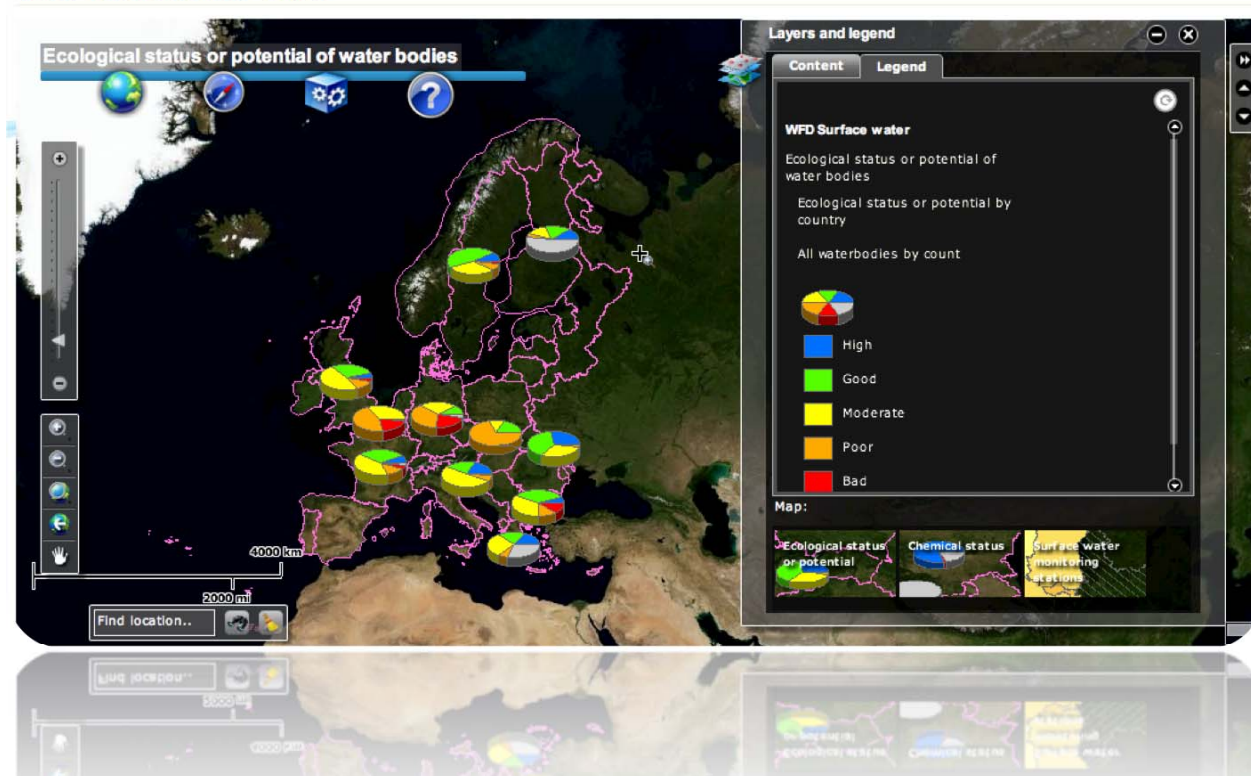 Ecological status or potential of water bodies
Layers and legend
Content
Legend
WFD Surface water
Ecological status or potential of
water bodies
Ecological status or potential by
country
All waterbodies by count
High
Good
Moderate
Poor
Bad
Map:
Ecological status
or potential
Chemical status
Surface water
monitoring
stations
4000 km
2000 mi
Find location..